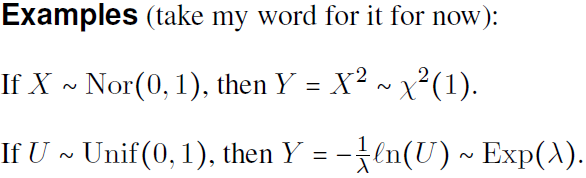 Examples (take my word for it for now):
If X ~ Nor(0, 1), then Y = X² ~ χ²(1).
If U ~ Unif(0, 1), then Y = −\frac{1}{λ}ℓn(U) ~ Exp(λ).